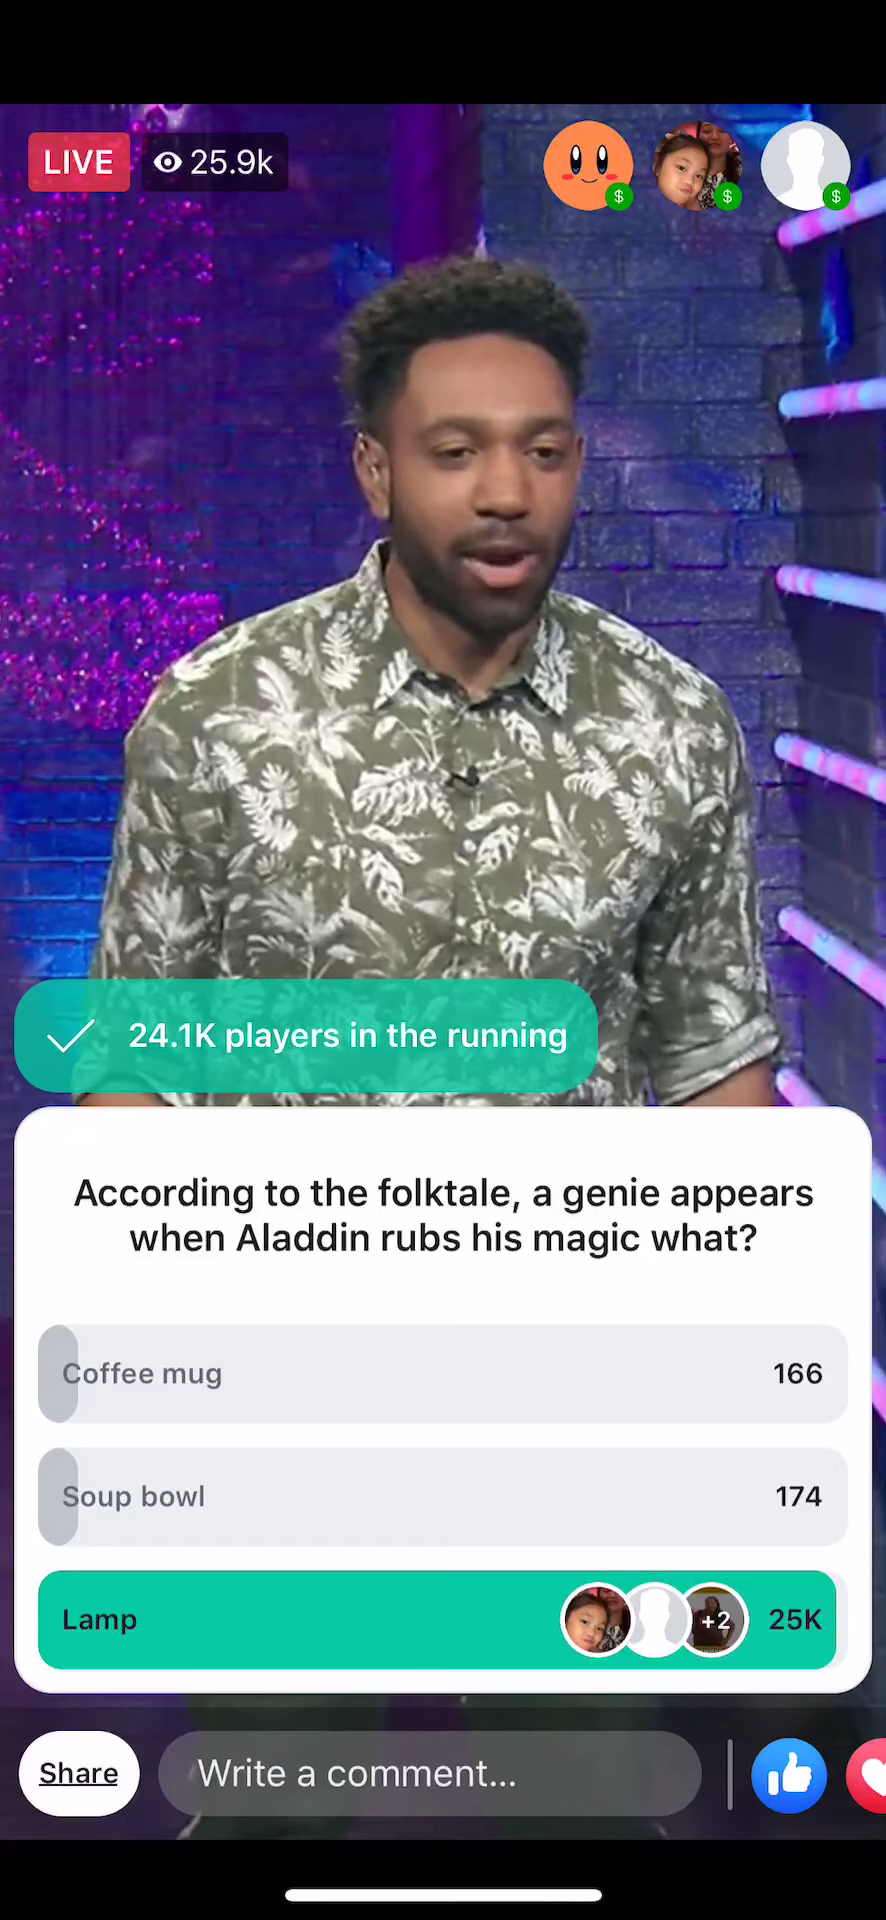 LIVE 25.9k
$ $ $
24.1K players in the running
According to the folktale, a genie appears
when Aladdin rubs his magic what?
Coffee mug 166
Soup bowl 174
Lamp +2 25K
Share Write a comment...